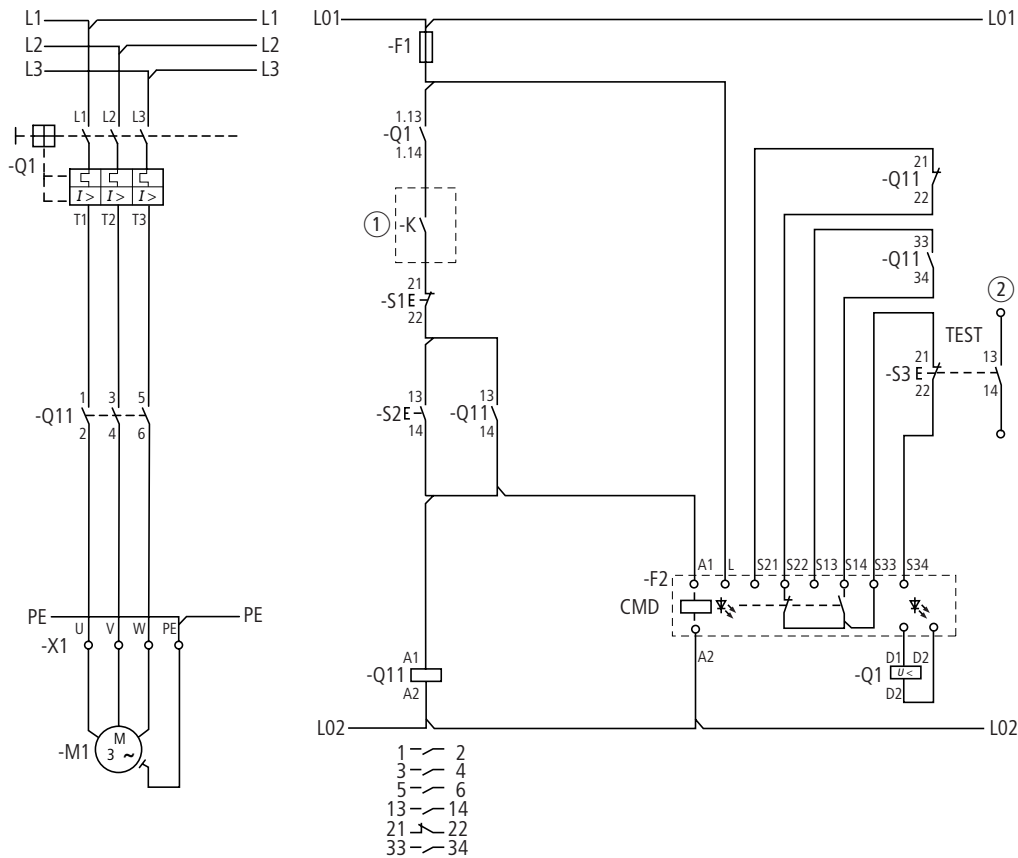 L1 L1
L2 L2
L3 L3
L1 L2 L3
-Q1
I > I > I >
T1 T2 T3
1 3 5
-Q11
2 4 6
PE PE
U V W PE
-X1
M
3 ~
-M1
L01 L01
-F1
1.13
-Q1
1.14
1 -K
21
-S1 E
22
13 13
-S2 E -Q11
14 14
21
-Q11
22
33
-Q11
34
2
TEST
21 13
-S3 E
22 14
A1 L S21 S22 S13 S14 S33 S34
-F2
CMD
A2
D1 D2
-Q1 U <
D2
A1
-Q11
A2
L02 L02
1 2
3 4
5 6
13 14
21 22
33 34